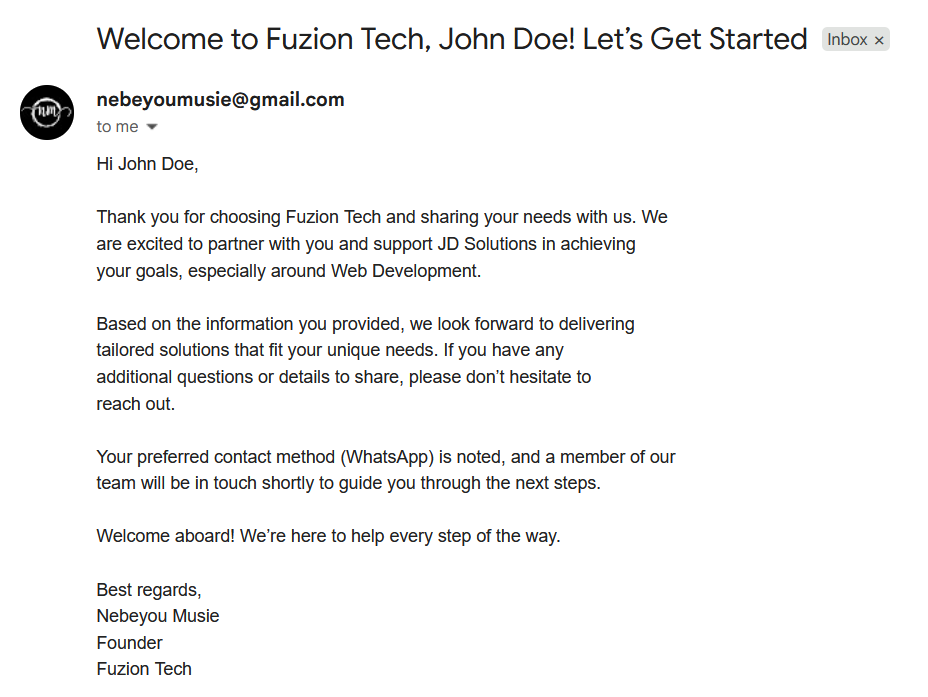 Welcome to Fuzion Tech, John Doe! Let’s Get Started Inbox ×
nebeyoumusie@gmail.com
nm
to me
Hi John Doe,
Thank you for choosing Fuzion Tech and sharing your needs with us. We
are excited to partner with you and support JD Solutions in achieving
your goals, especially around Web Development.
Based on the information you provided, we look forward to delivering
tailored solutions that fit your unique needs. If you have any
additional questions or details to share, please don’t hesitate to
reach out.
Your preferred contact method (WhatsApp) is noted, and a member of our
team will be in touch shortly to guide you through the next steps.
Welcome aboard! We’re here to help every step of the way.
Best regards,
Nebeyou Musie
Founder
Fuzion Tech